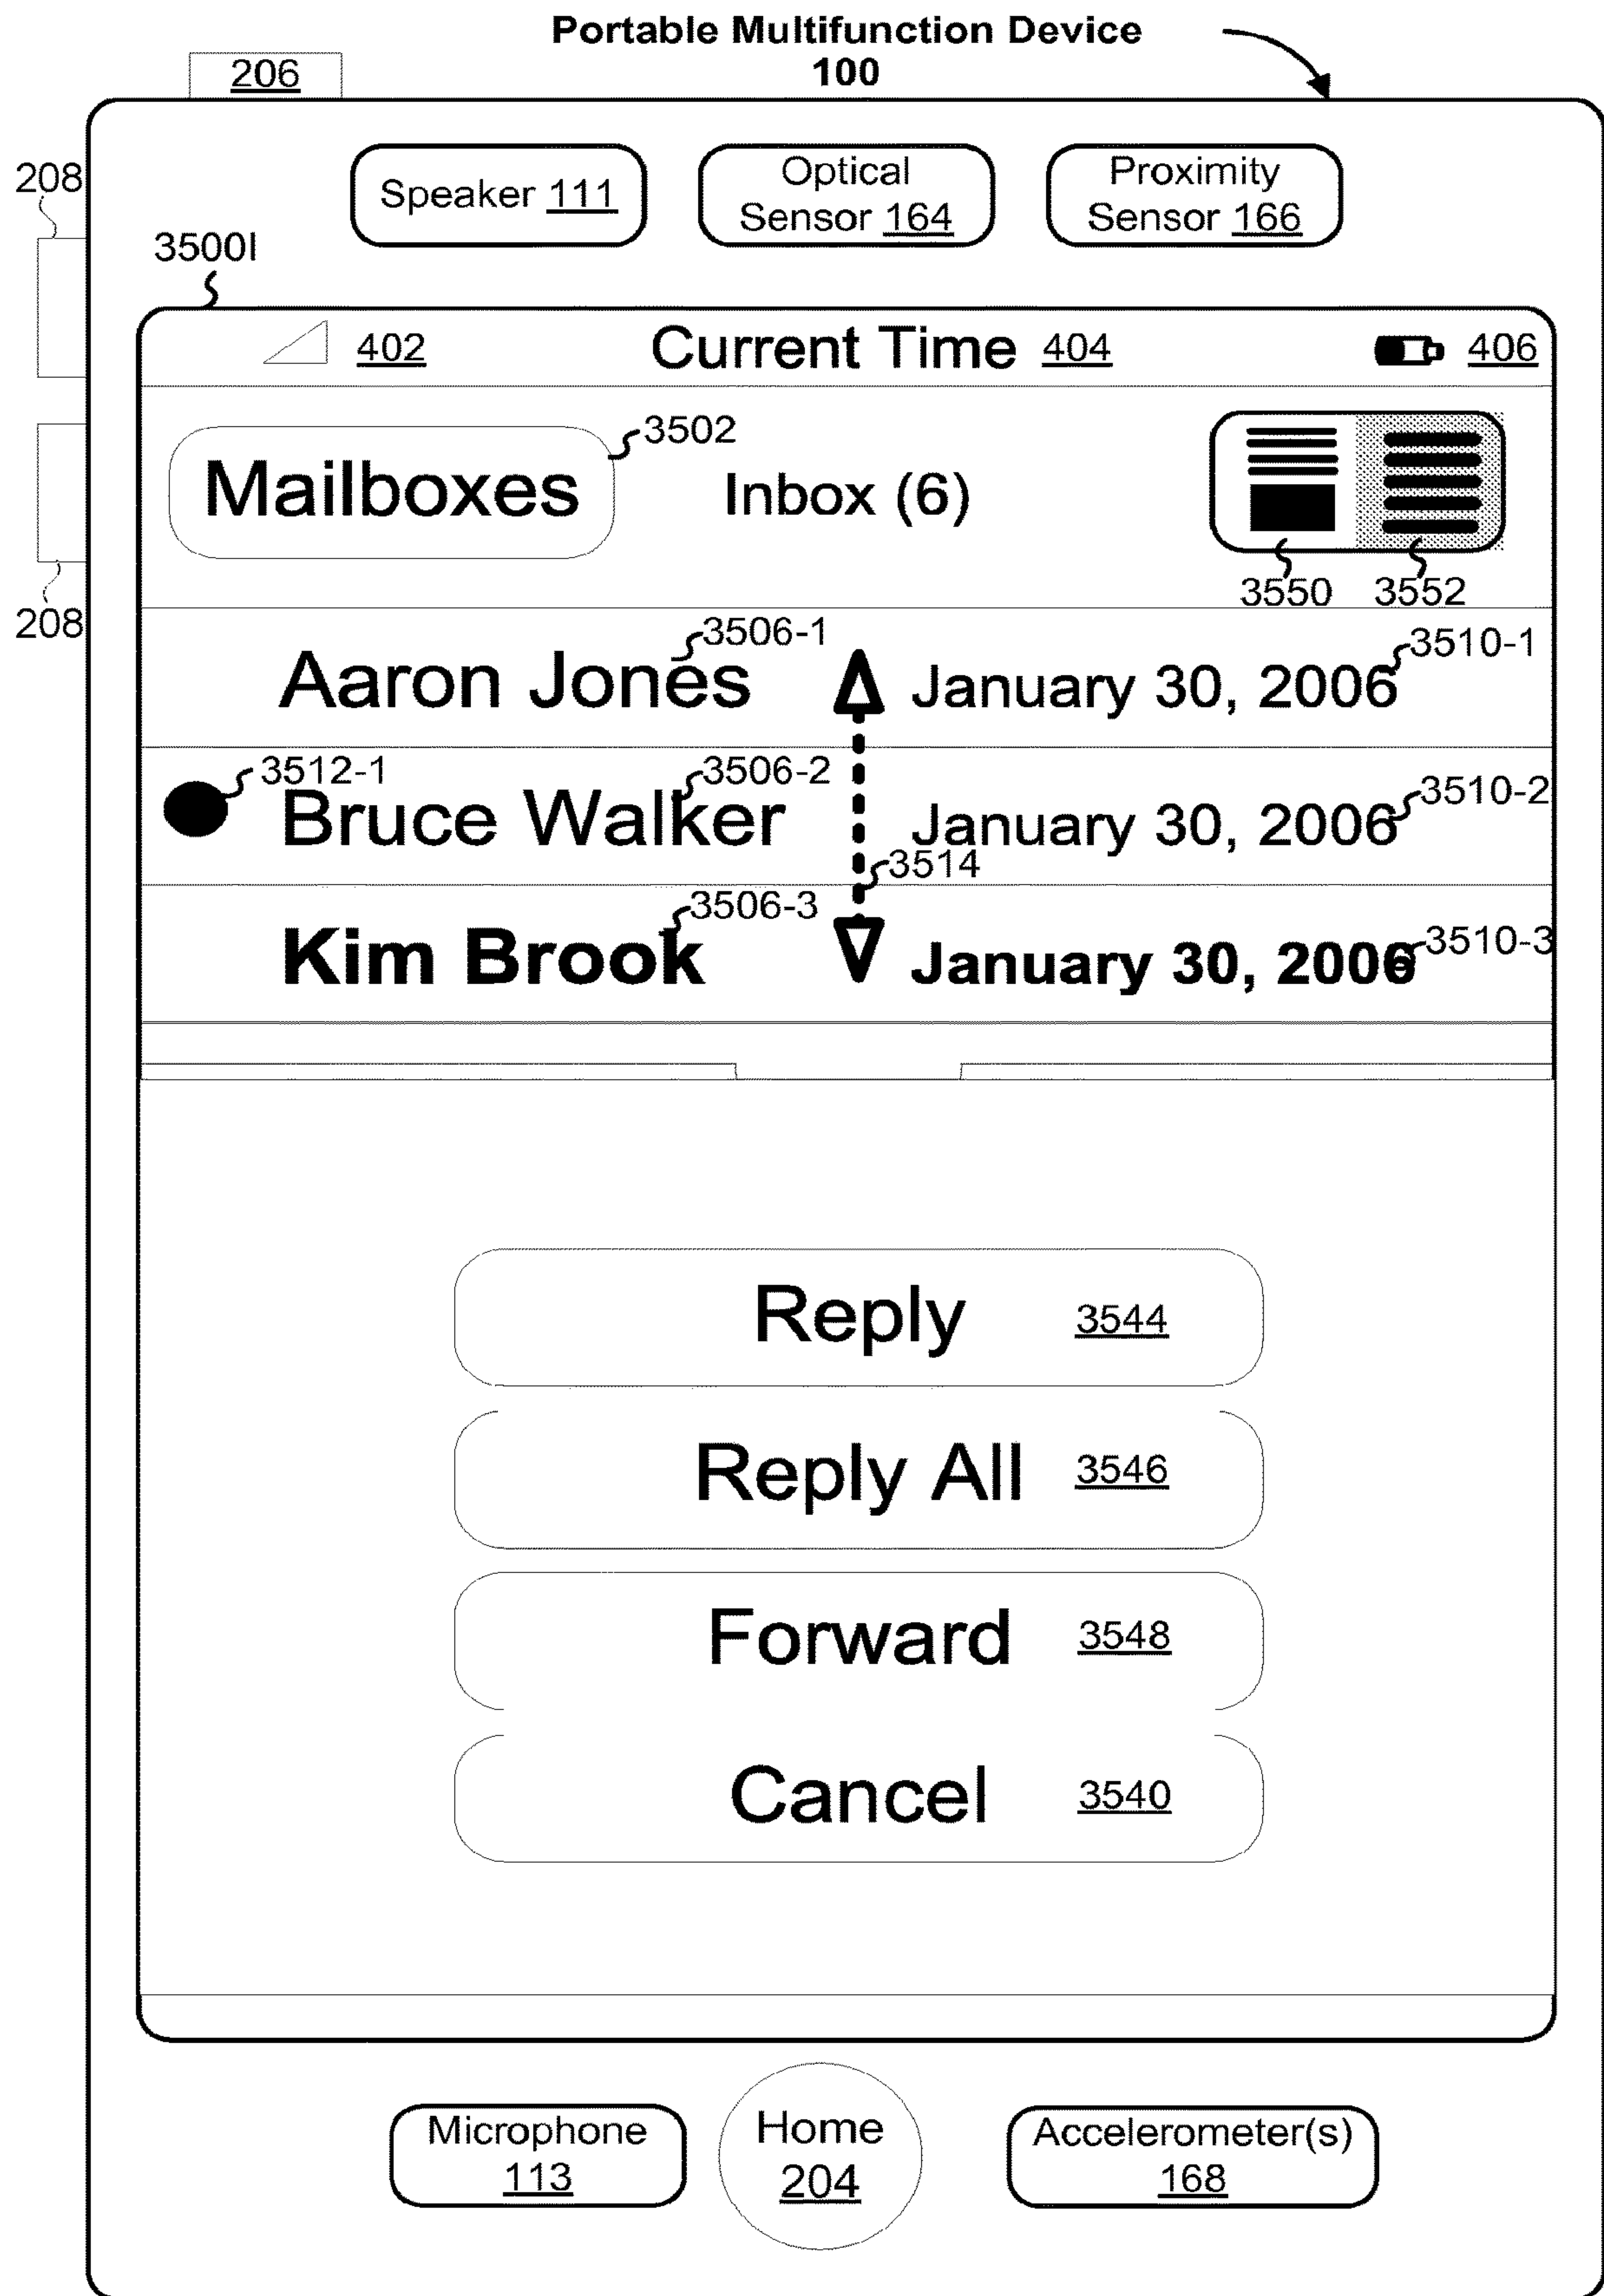 Portable Multifunction Device
100
206
208
Speaker 111
Optical
Sensor 164
Proximity
Sensor 166
3500I
402 Current Time 404 406
Mailboxes 3502 Inbox (6)
3550 3552
208
Aaron Jones 3506-1 January 30, 2006 3510-1
3512-1 Bruce Walker 3506-2 January 30, 2006 3510-2
3514
Kim Brook 3506-3 January 30, 2006 3510-3
Reply 3544
Reply All 3546
Forward 3548
Cancel 3540
Microphone
113
Home
204
Accelerometer(s)
168